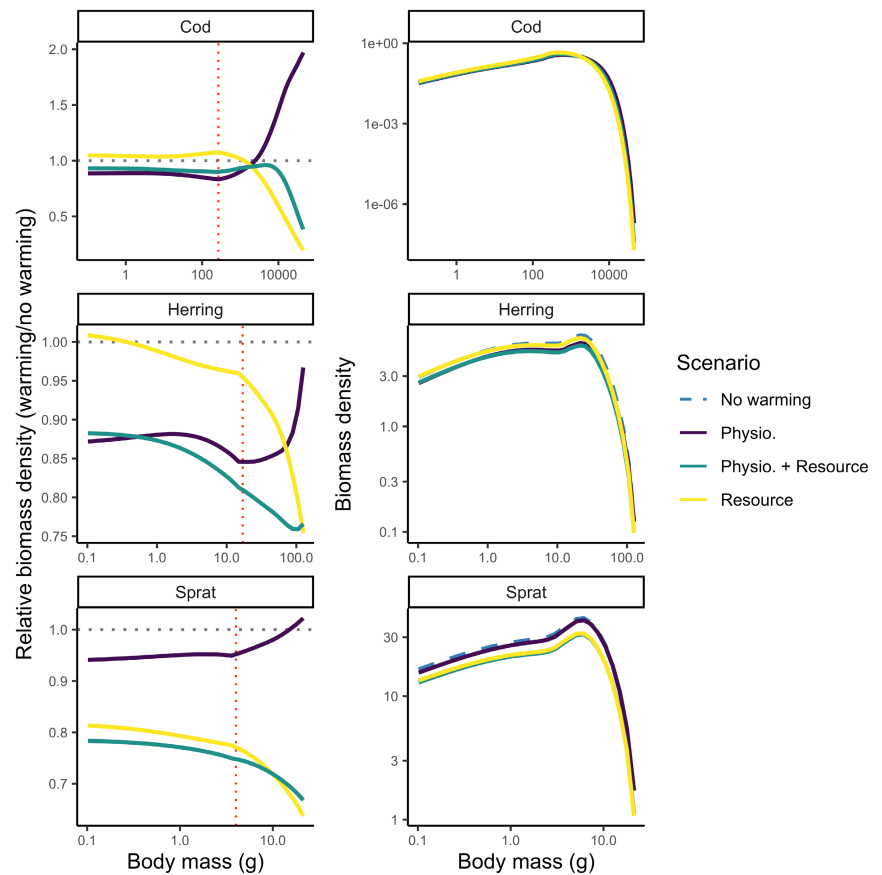 Cod
Cod
2.0
1.5
1.0
0.5
1
100
10000
1e+00
1e-03
1e-06
1
100
10000
Herring
Herring
1.00
0.95
0.90
0.85
0.80
0.75
0.1
1.0
10.0
100.0
3.0
1.0
0.3
0.1
0.1
1.0
10.0
100.0
Sprat
Sprat
1.0
0.9
0.8
0.7
0.1
1.0
10.0
30
10
3
1
0.1
1.0
10.0
Relative biomass density (warming/no warming)
Biomass density
Body mass (g)
Body mass (g)
Scenario
No warming
Physio.
Physio. + Resource
Resource